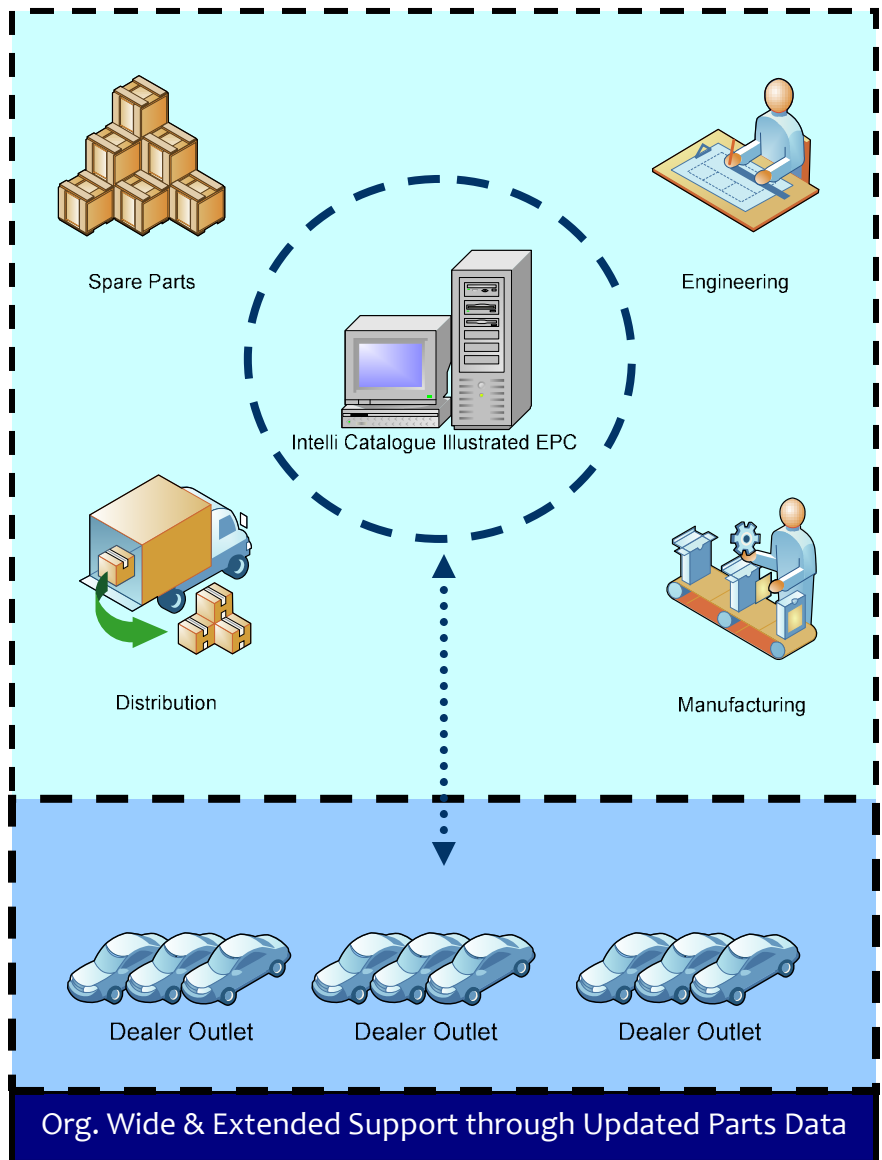 Spare Parts
Engineering
Intelli Catalogue Illustrated EPC
Distribution
Manufacturing
Dealer Outlet
Dealer Outlet
Dealer Outlet
Org. Wide & Extended Support through Updated Parts Data